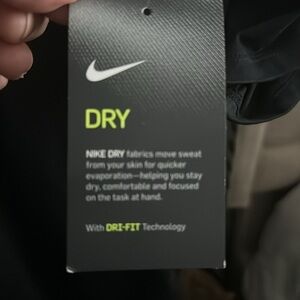 DRY
NIKE DRY fabrics move sweat
from your skin for quicker
evaporation—helping you stay
dry, comfortable and focused
on the task at hand.
With DRI-FIT Technology